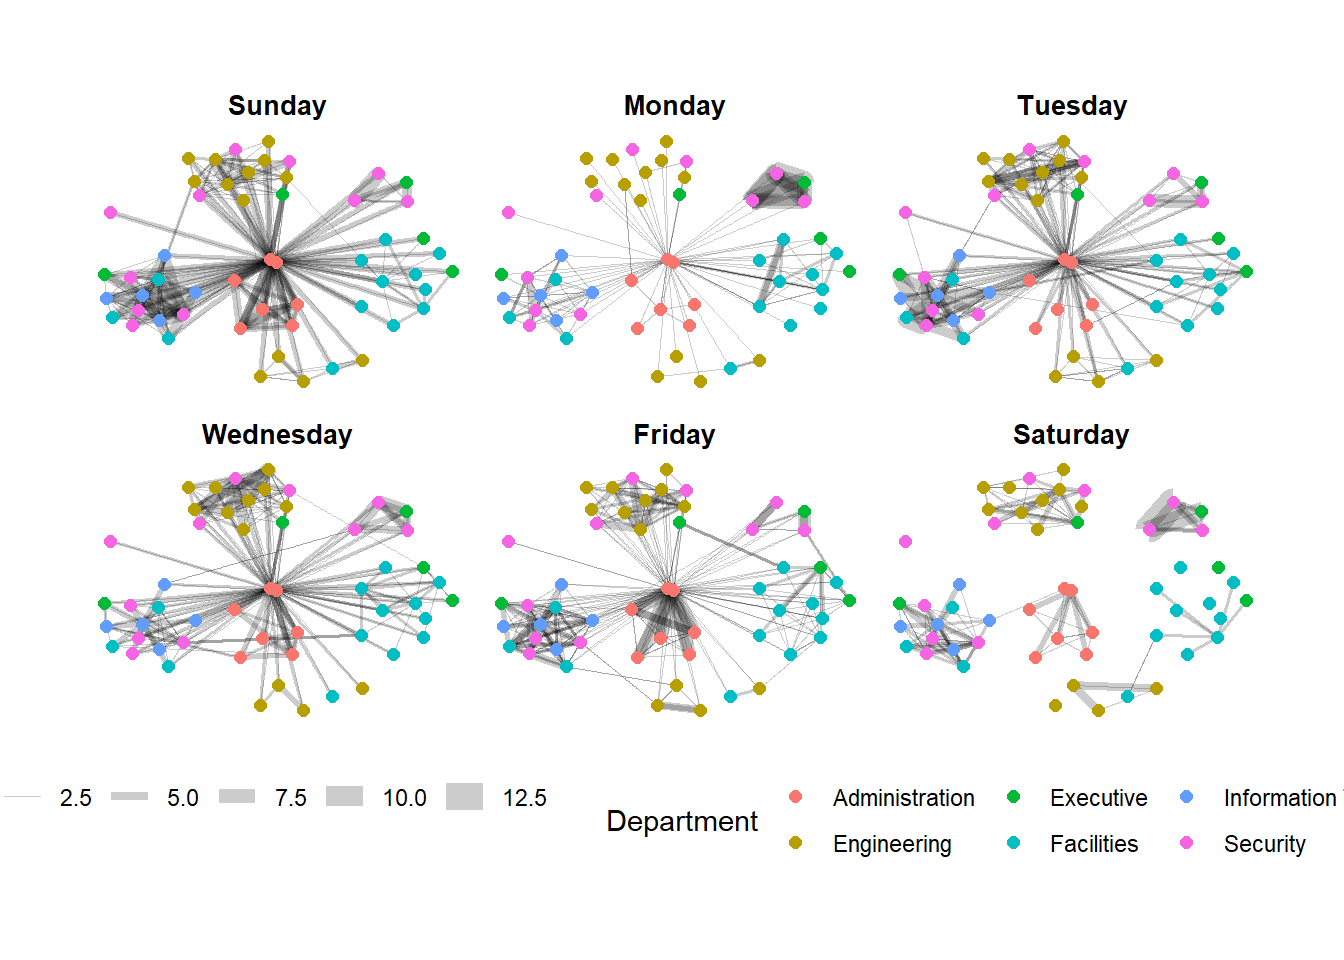 Sunday Monday Tuesday
Wednesday Friday Saturday
2.5 5.0 7.5 10.0 12.5
Department
Administration Executive Information
Engineering Facilities Security